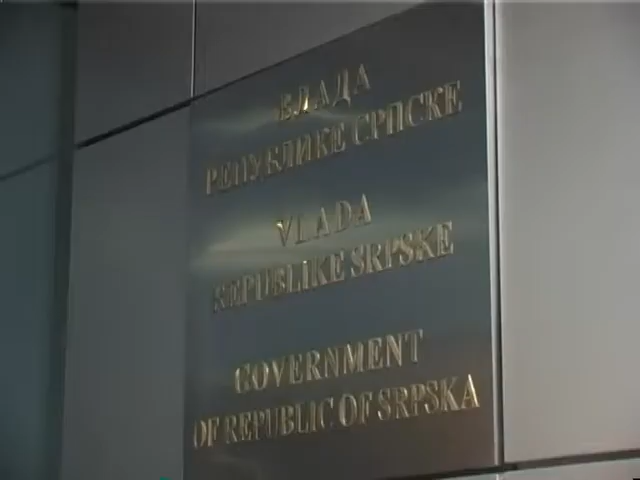 ВЛАДА
РЕПУБЛИКЕ СРПСКЕ
VLADA
REPUBLIKE SRPSKE
GOVERNMENT
OF REPUBLIC OF SRPSKA